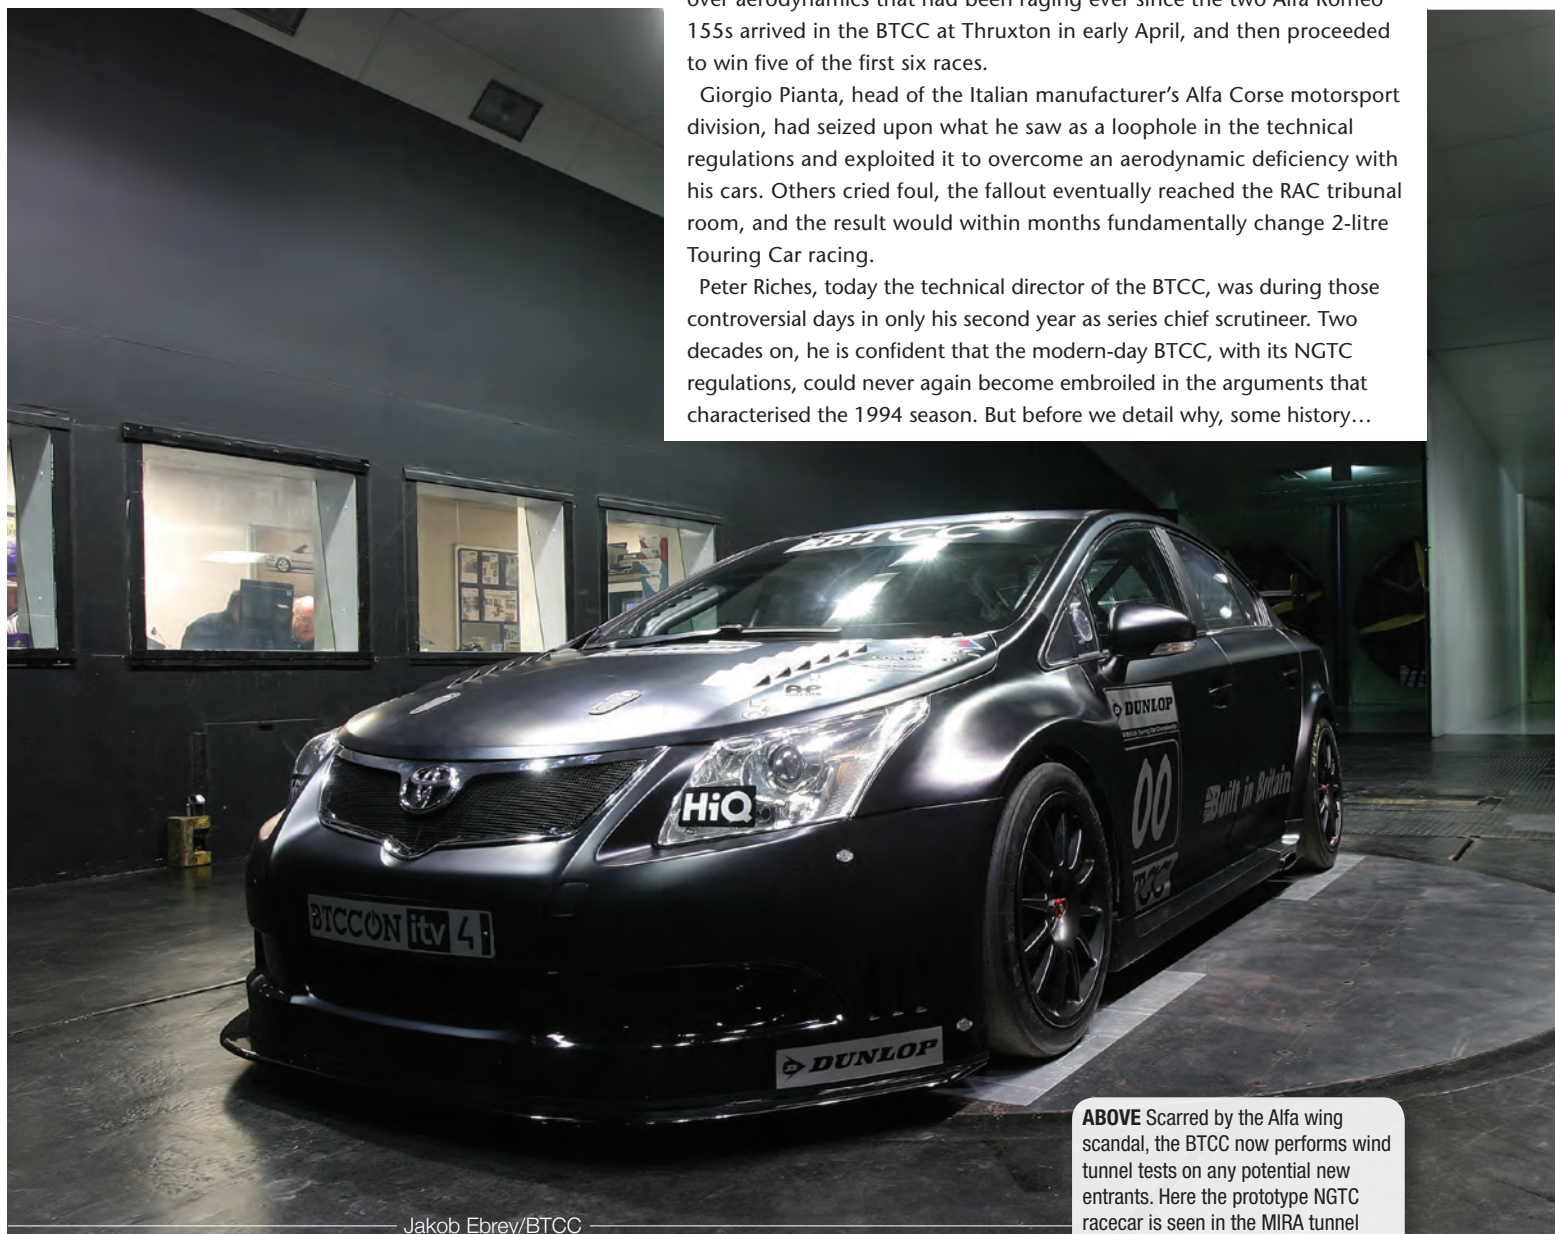 over aerodynamics that had been raging ever since the two Alfa Romeo
155s arrived in the BTCC at Thruxton in early April, and then proceeded
to win five of the first six races.
Giorgio Pianta, head of the Italian manufacturer’s Alfa Corse motorsport
division, had seized upon what he saw as a loophole in the technical
regulations and exploited it to overcome an aerodynamic deficiency with
his cars. Others cried foul, the fallout eventually reached the RAC tribunal
room, and the result would within months fundamentally change 2-litre
Touring Car racing.
Peter Riches, today the technical director of the BTCC, was during those
controversial days in only his second year as series chief scrutineer. Two
decades on, he is confident that the modern-day BTCC, with its NGTC
regulations, could never again become embroiled in the arguments that
characterised the 1994 season. But before we detail why, some history…
BTCC
AP
DUNLOP
00
Built in Britain
HiQ
BTCC ON itv 4
DUNLOP
ABOVE Scarred by the Alfa wing
scandal, the BTCC now performs wind
tunnel tests on any potential new
entrants. Here the prototype NGTC
racecar is seen in the MIRA tunnel
Jakob Ebrey/BTCC